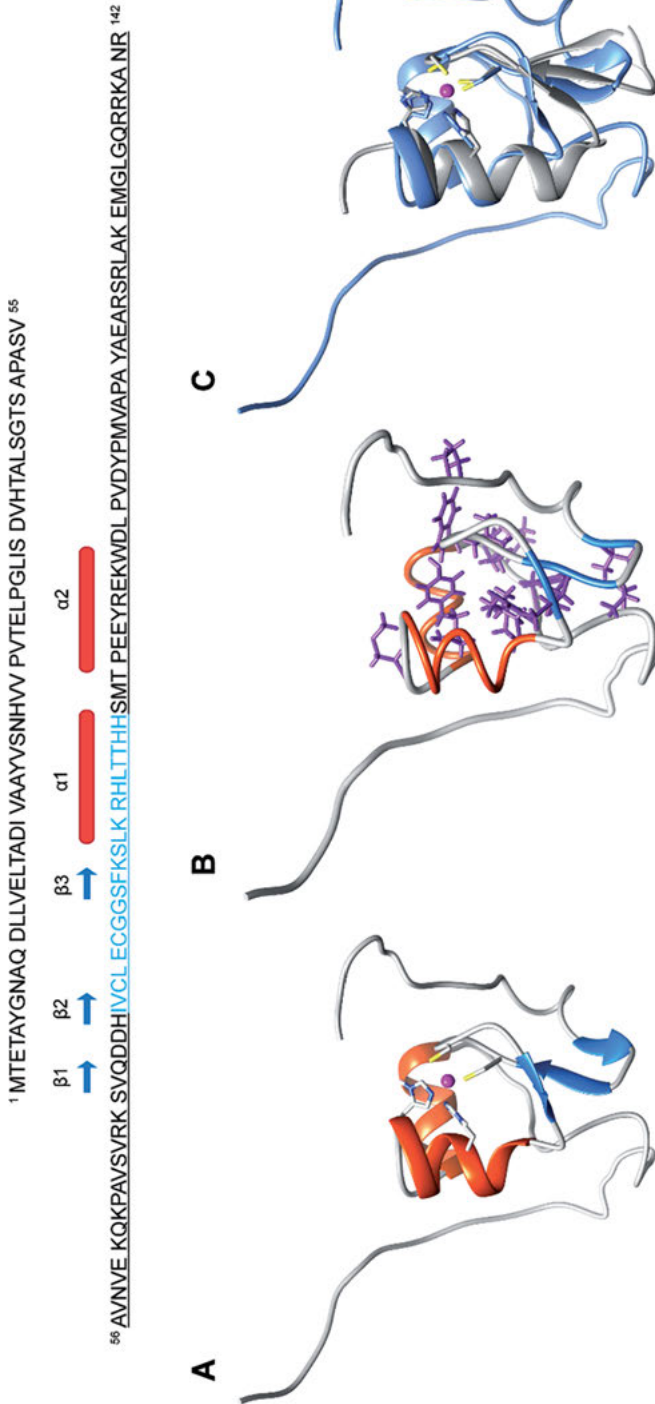 1 MTETAYGNAQ DLLVELTADI VAAYVSNHVV PVTELPGLIS DVHTALSGTS APASV 55
β1 β2 β3 α1 α2
56 AVNVE KQKPAVSVRK SVQDDHIVCL ECGGSFKSLK RHLTTHHSMT PEEYREKWDL PVDYPMVAPA YAEARSRLAK EMGLGQRRKA NR 142
A
B
C